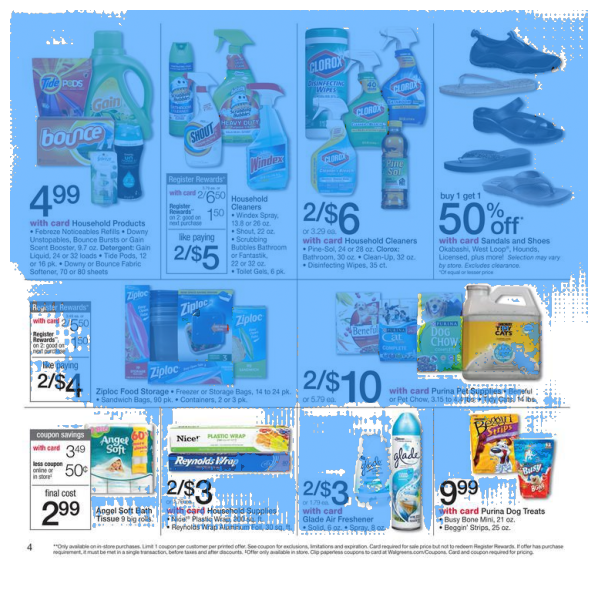 Tide PODS
Gain
bounce
4.99
with card Household Products
• Febreze Noticeables Refills • Downy
Unstopables, Bounce Bursts or Gain
Scent Booster, 9.7 oz. Detergent: Gain
Liquid, 24 or 32 loads • Tide Pods, 12
or 16 pk. • Downy or Bounce Fabric
Softener, 70 or 80 sheets
SHOUT
Windex
Register Rewards
with card 2/6.50
Register
Rewards
on 2; good on
next purchase
1.50
like paying
2/$5
Household
Cleaners
• Windex Spray,
• Shout, 22 oz.
• Scrubbing
Bubbles Bathroom
or Fantastik,
22 or 32 oz.
• Toilet Gels, 6 pk.
CLOROX
DISINFECTING
WIPES
CLOROX
CLOROX
CLOROX
Pine
Sol
2/$6
or 3.29 ea.
with card Household Cleaners
• Pine-Sol, 24 or 28 oz. Clorox:
Bathroom, 30 oz. • Clean-Up, 32 oz.
• Disinfecting Wipes, 35 ct.
buy 1 get 1
50% off*
with card Sandals and Shoes
Okabashi, West Loop, Hounds,
Licensed, plus more! Selection may vary
by store. Excludes clearance.
*Of equal or lesser price
Register Rewards
with card 2/5.50
Register
Rewards
on 2; good on
next purchase
1.50
like paying
2/$4
Ziploc
Ziploc
Ziploc Food Storage • Freezer or Storage Bags, 14 to 24 pk.
• Sandwich Bags, 90 pk. • Containers, 2 or 3 pk.
Beneful
Cat
PURINA
DOG
CHOW
TIDY
CATS
2/$10
or 5.79 ea.
with card Purina Pet Supplies • Beneful
or Pet Chow, 3.15 to 4.4 lbs. • Tidy Cats, 14 lbs.
coupon savings
with card 3.49
less coupon
online or
in store
50¢
final cost
2.99
Angel
Soft
Angel Soft Bath
Tissue 9 big rolls
Nice! PLASTIC WRAP
Reynolds Wrap
2/$3
with card Household Supplies
• Nice! Plastic Wrap, 200 sq. ft.
• Reynolds Wrap Aluminum Foil, 30 sq. ft.
glade
glade
2/$3
or 1.79 ea.
with card
Glade Air Freshener
• Solid, 6 oz. • Spray, 8 oz.
Beggin'
Strips
Busy
Bone
9.99
with card Purina Dog Treats
• Busy Bone Mini, 21 oz.
• Beggin' Strips, 25 oz.
4
**Only available on in-store purchases. Limit 1 coupon per customer per printed offer. See coupon for exclusions, limitations and expiration. Card required for sale price but not to redeem Register Rewards. If offer has purchase
requirement, it must be met in a single transaction, before taxes and after discounts. †Offer only available in store. Clip paperless coupons to card at Walgreens.com/Coupons. Card and coupon required for pricing.